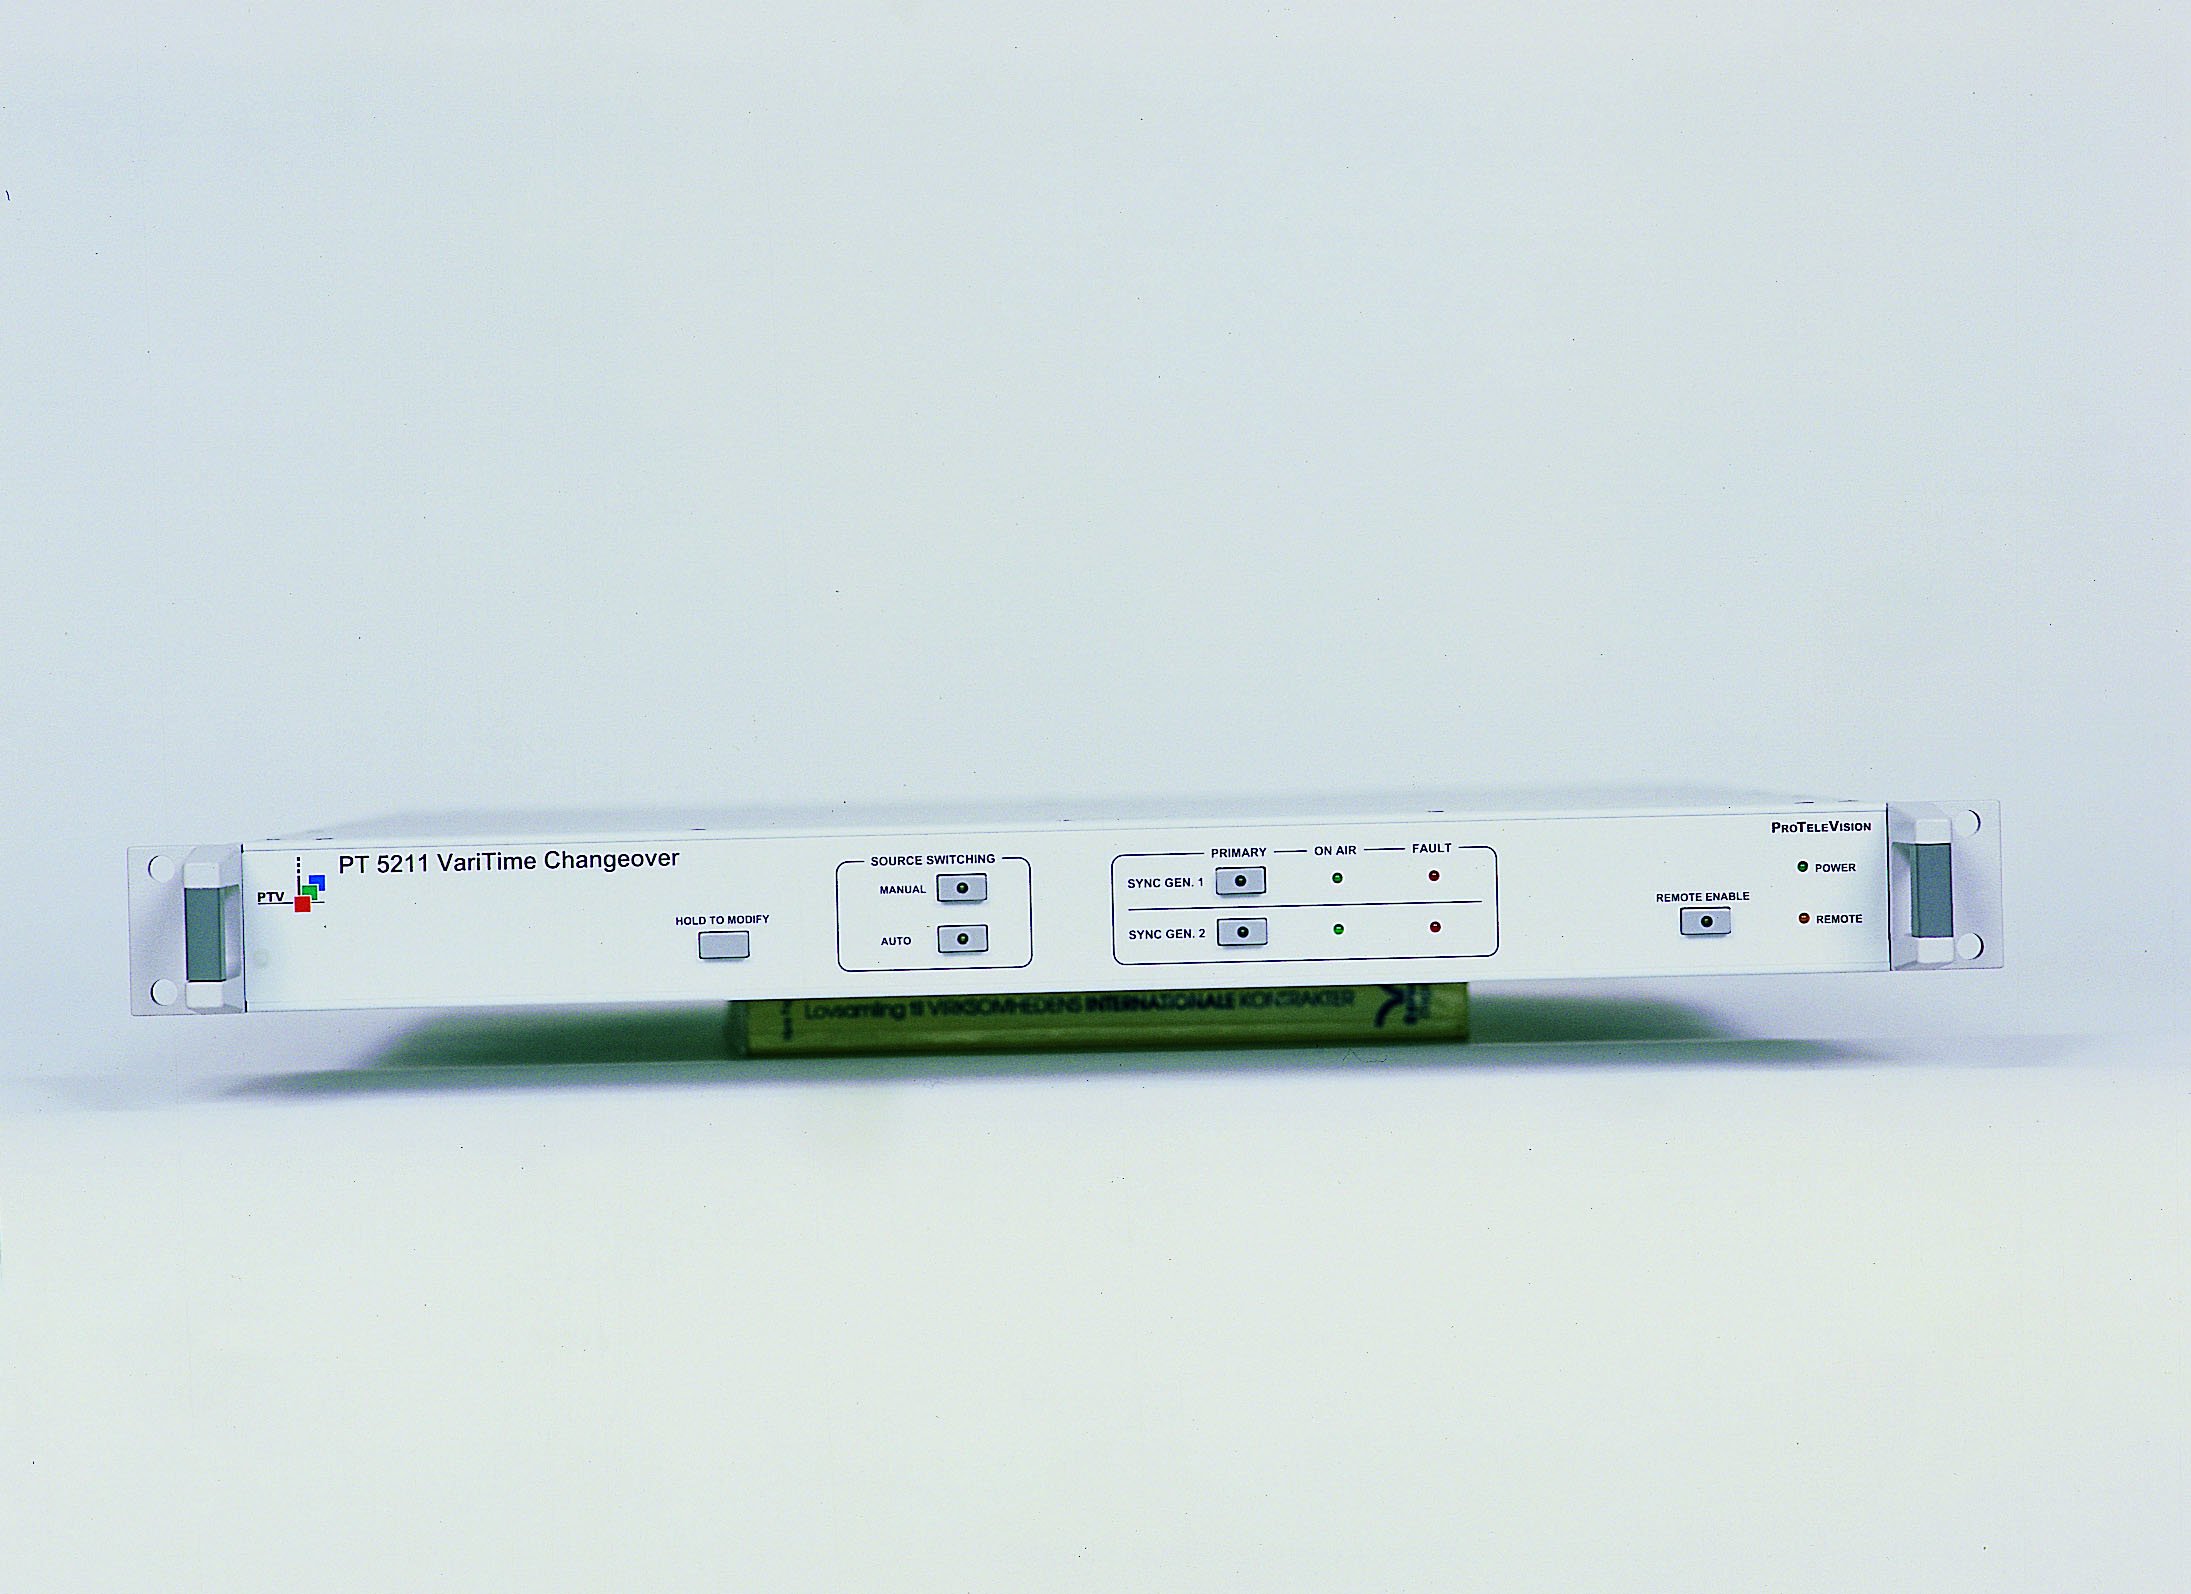 PROTELEVISION
PTV
PT 5211 VariTime Changeover
HOLD TO MODIFY
SOURCE SWITCHING
MANUAL
AUTO
PRIMARY ON AIR FAULT
SYNC GEN. 1
SYNC GEN. 2
REMOTE ENABLE
POWER
REMOTE
Lovsamling til VIRKSOMHEDENS INTERNATIONALE KONTRAKTER